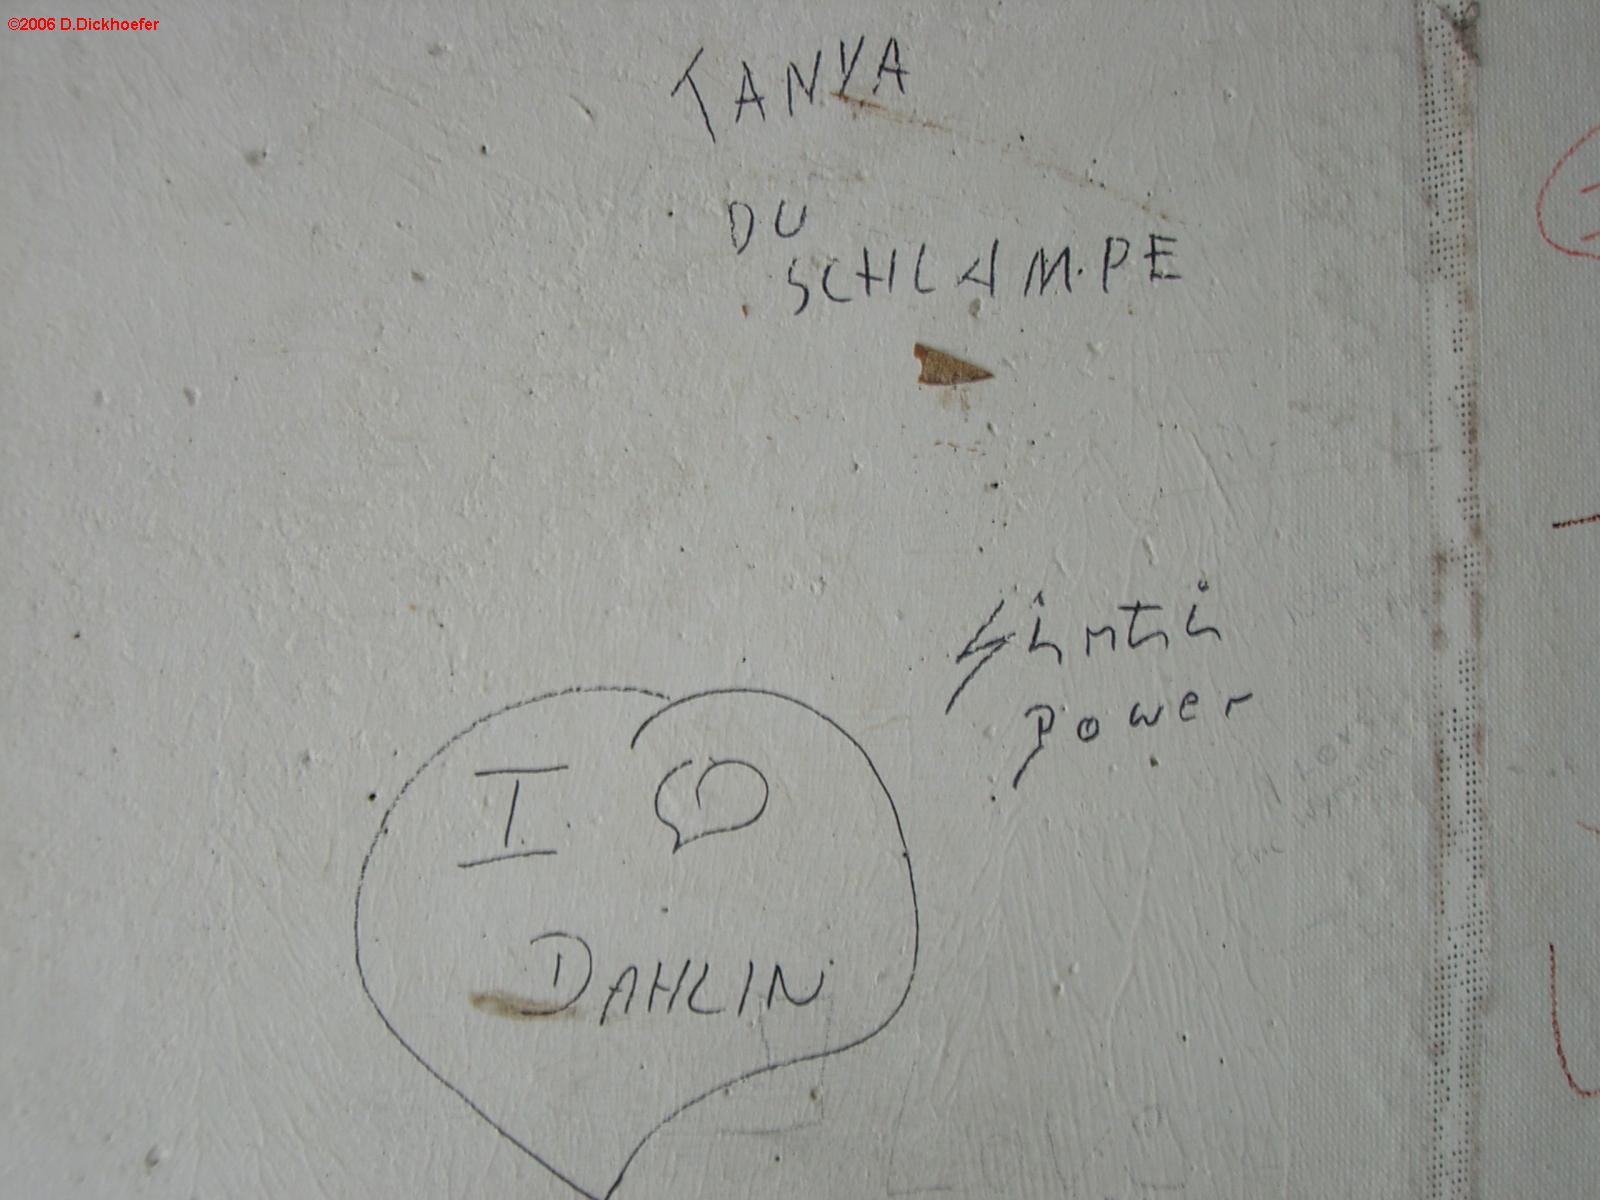 ©2006 D.Dickhoefer
TANYA
DU
SCHLAMPE
Sinti
Power
I ♡
DAHLIN